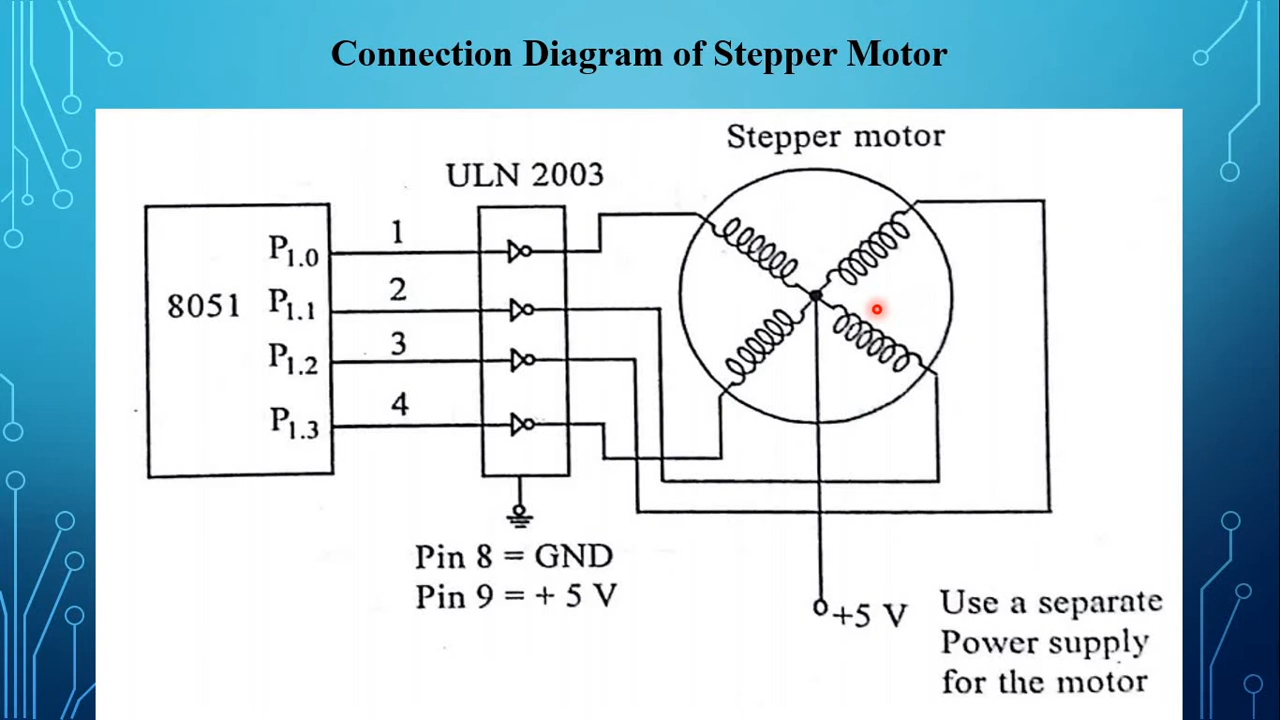 Connection Diagram of Stepper Motor
Stepper motor
ULN 2003
8051
P1.0
P1.1
P1.2
P1.3
1
2
3
4
Pin 8 = GND
Pin 9 = + 5 V
+5 V
Use a separate
Power supply
for the motor